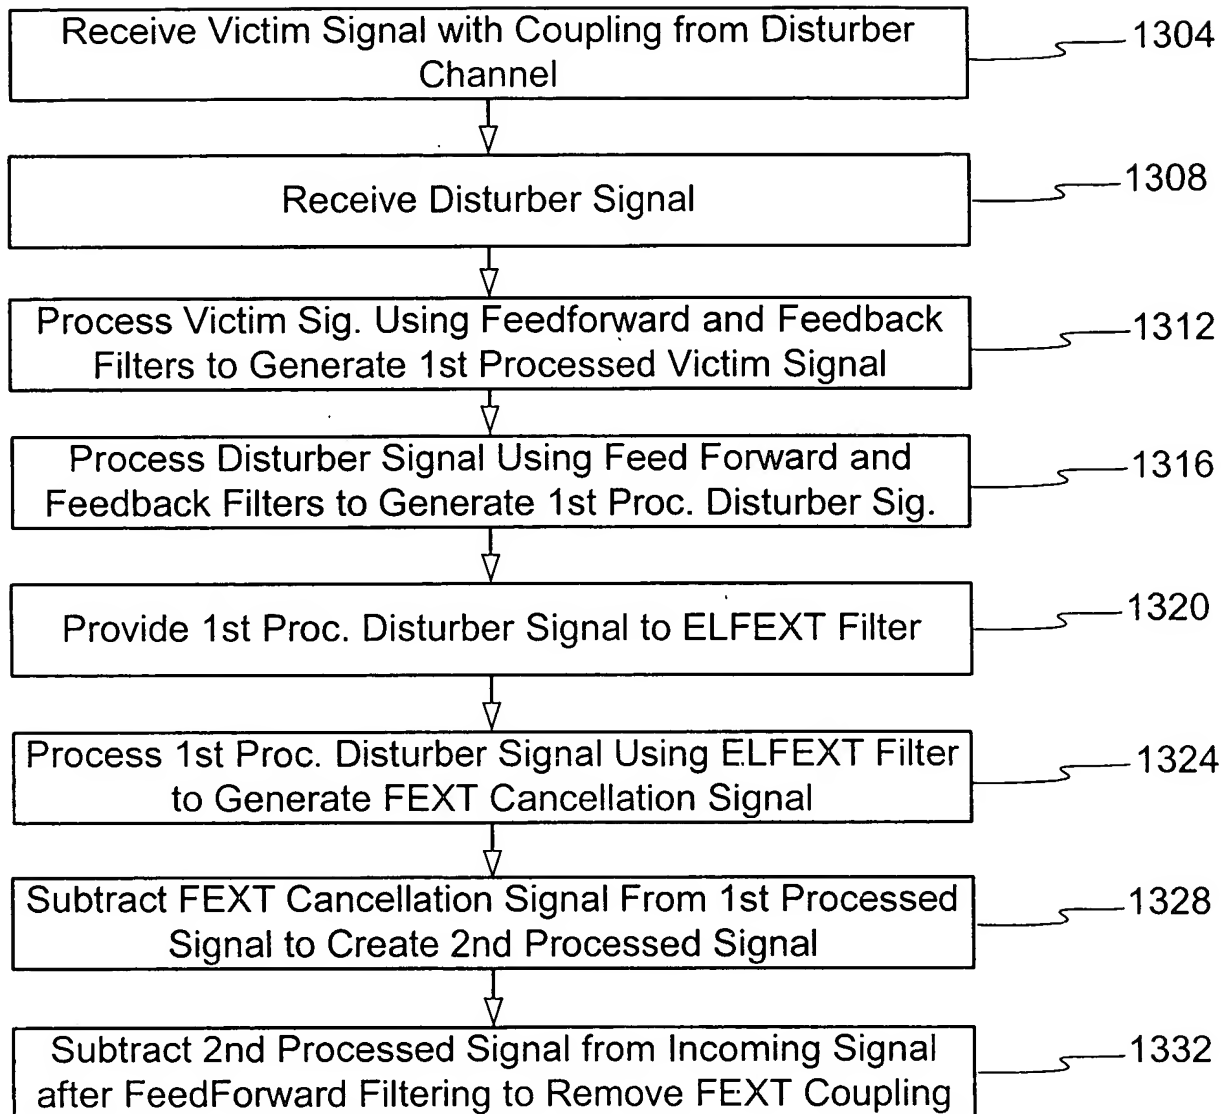 Receive Victim Signal with Coupling from Disturber
Channel
1304
Receive Disturber Signal
1308
Process Victim Sig. Using Feedforward and Feedback
Filters to Generate 1st Processed Victim Signal
1312
Process Disturber Signal Using Feed Forward and
Feedback Filters to Generate 1st Proc. Disturber Sig.
1316
Provide 1st Proc. Disturber Signal to ELFEXT Filter
1320
Process 1st Proc. Disturber Signal Using ELFEXT Filter
to Generate FEXT Cancellation Signal
1324
Subtract FEXT Cancellation Signal From 1st Processed
Signal to Create 2nd Processed Signal
1328
Subtract 2nd Processed Signal from Incoming Signal
after FeedForward Filtering to Remove FEXT Coupling
1332